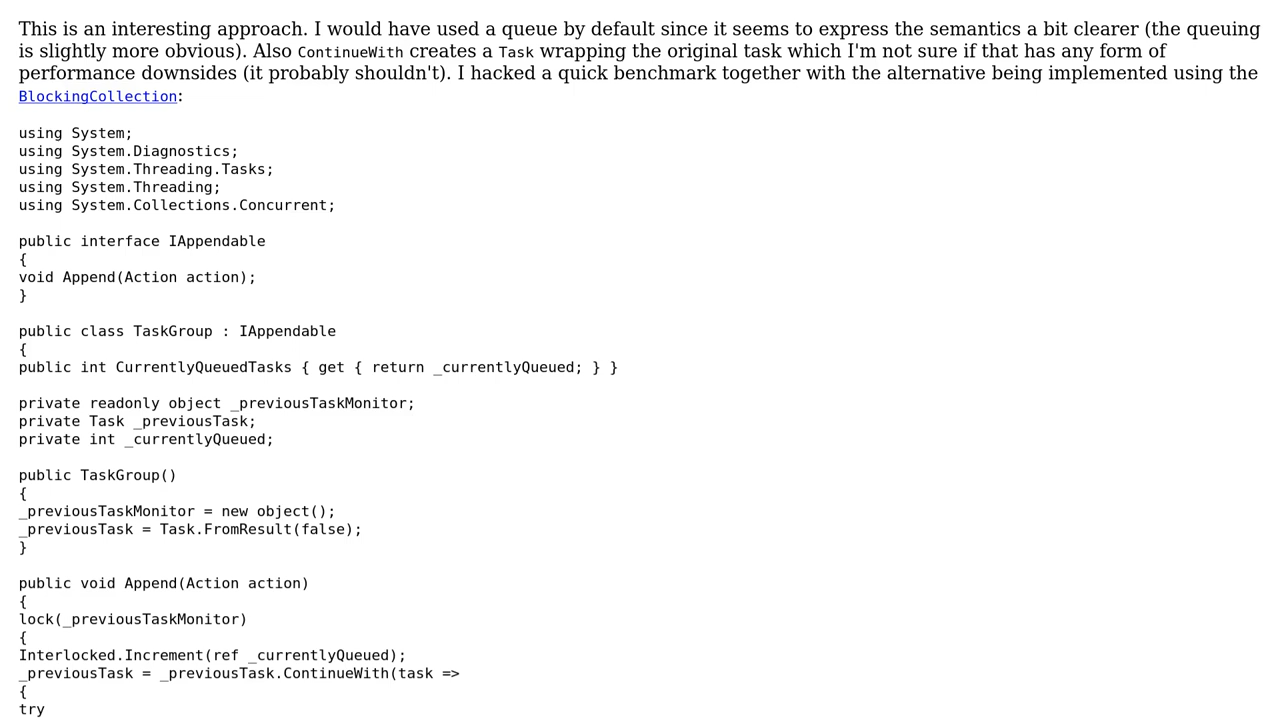 This is an interesting approach. I would have used a queue by default since it seems to express the semantics a bit clearer (the queuing
is slightly more obvious). Also ContinueWith creates a Task wrapping the original task which I'm not sure if that has any form of
performance downsides (it probably shouldn't). I hacked a quick benchmark together with the alternative being implemented using the
BlockingCollection:
using System;
using System.Diagnostics;
using System.Threading.Tasks;
using System.Threading;
using System.Collections.Concurrent;
public interface IAppendable
{
void Append(Action action);
}
public class TaskGroup : IAppendable
{
public int CurrentlyQueuedTasks { get { return _currentlyQueued; } }
private readonly object _previousTaskMonitor;
private Task _previousTask;
private int _currentlyQueued;
public TaskGroup()
{
_previousTaskMonitor = new object();
_previousTask = Task.FromResult(false);
}
public void Append(Action action)
{
lock(_previousTaskMonitor)
{
Interlocked.Increment(ref _currentlyQueued);
_previousTask = _previousTask.ContinueWith(task =>
{
try